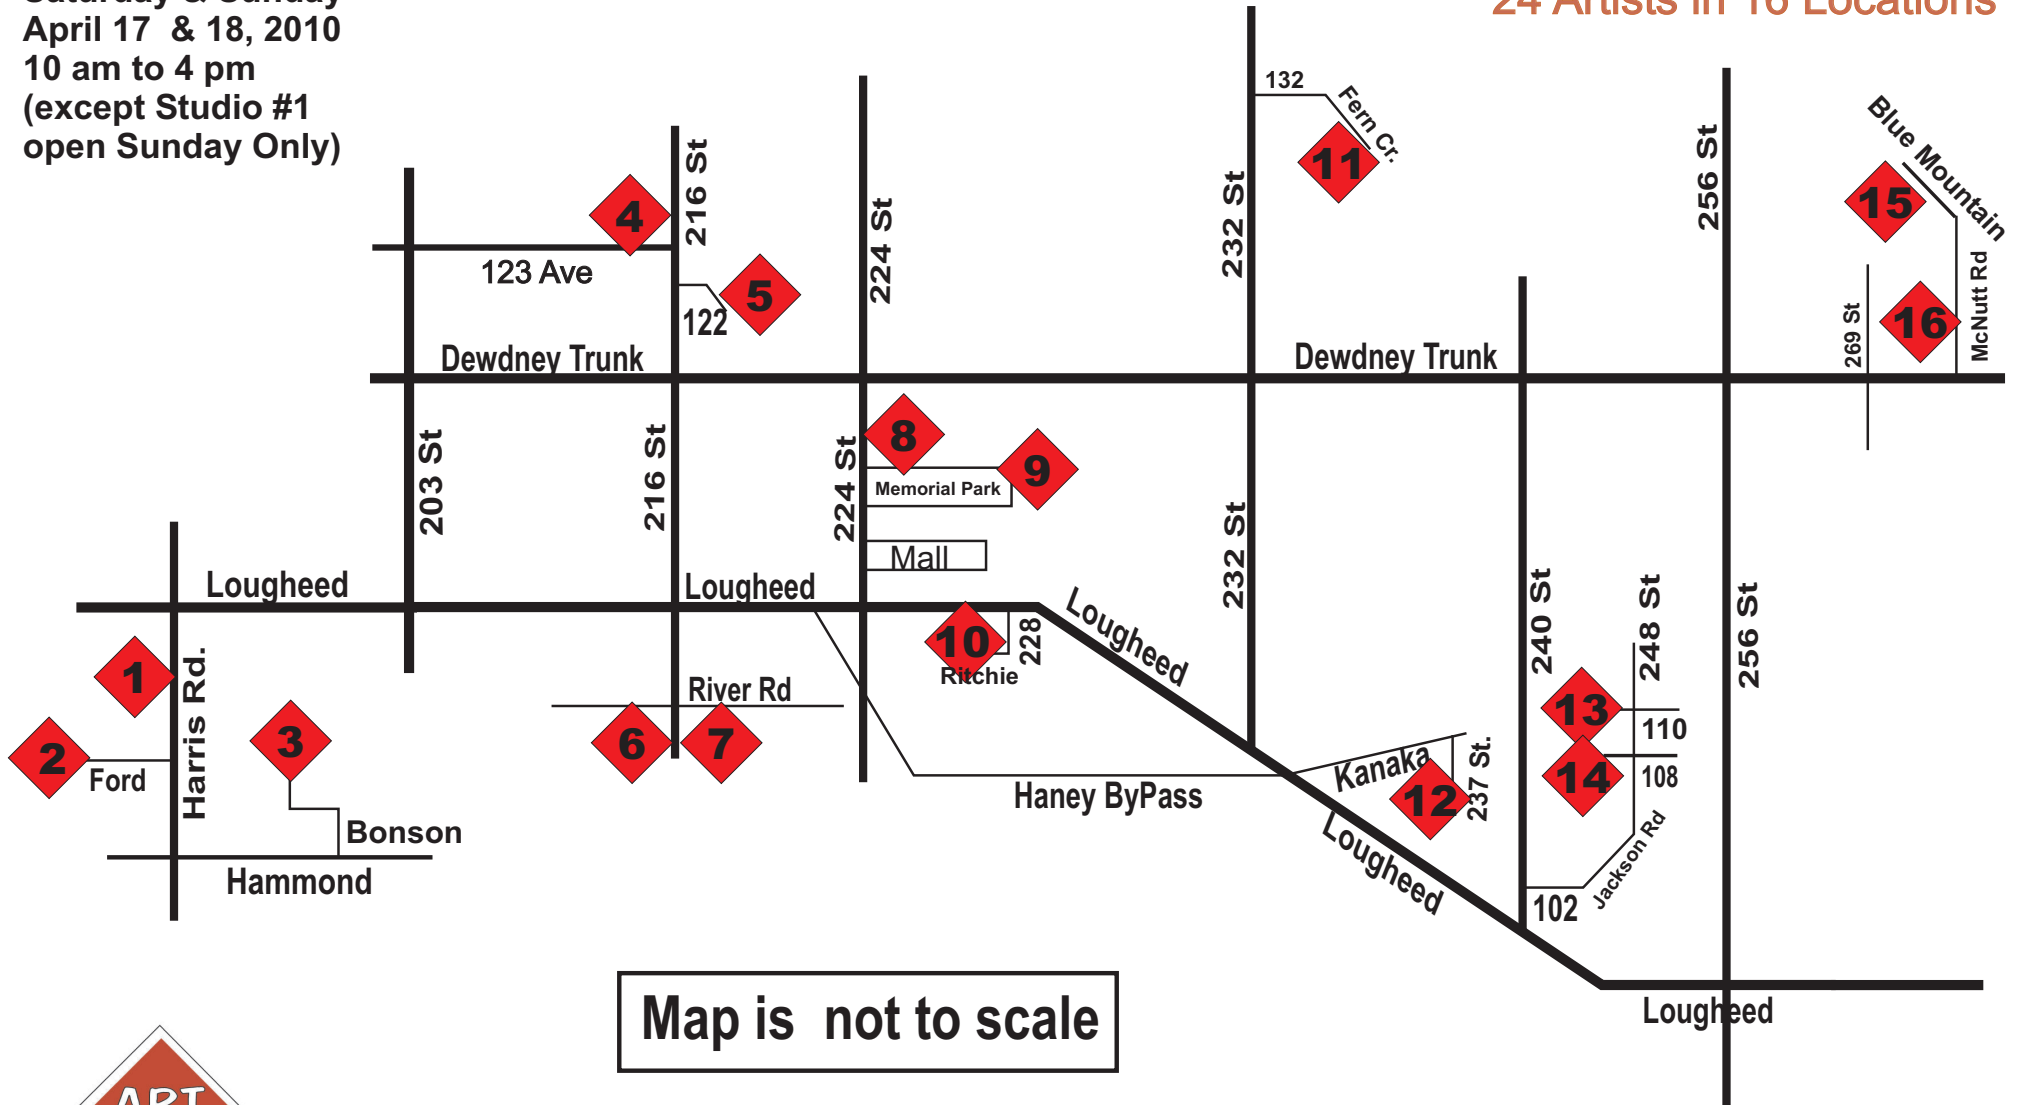 Saturday & Sunday
April 17 & 18, 2010
10 am to 4 pm
(except Studio #1
open Sunday Only)
24 Artists in 16 Locations
132
Fern Cr.
11
Blue Mountain
15
256 St
216 St
4
232 St
224 St
123 Ave
5
122
269 St
16
McNutt Rd
Dewdney Trunk
Dewdney Trunk
203 St
216 St
224 St
8
9
Memorial Park
Mall
232 St
Lougheed
Lougheed
Lougheed
240 St
248 St
256 St
10
228
Ritchie
1
Harris Rd.
River Rd
2
Ford
3
6
7
13
110
14
108
Kanaka
12
237 St.
Haney ByPass
Bonson
Hammond
Lougheed
Jackson Rd
102
Map is not to scale
Lougheed
ART